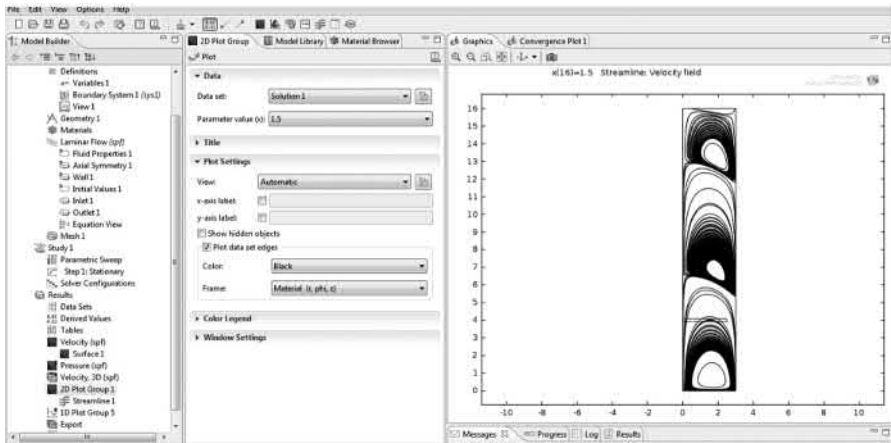 File Edit View Options Help
Model Builder
Definitions
Variables 1
Boundary System 1 (sys1)
View 1
Geometry 1
Materials
Laminar Flow (spf)
Fluid Properties 1
Axial Symmetry 1
Wall 1
Initial Values 1
Inlet 1
Outlet 1
Equation View
Mesh 1
Study 1
Parametric Sweep
Step 1: Stationary
Solver Configurations
Results
Data Sets
Derived Values
Tables
Velocity (spf)
Surface 1
Pressure (spf)
Velocity, 3D (spf)
2D Plot Group 1
Streamline 1
1D Plot Group 5
Export
2D Plot Group Model Library Material Browser
Plot
Data
Data set: Solution 1
Parameter value (x): 1.5
Title
Plot Settings
View: Automatic
x-axis label:
y-axis label:
Show hidden objects
Plot data set edges
Color: Black
Frame: Material (r, phi, z)
Color Legend
Window Settings
Graphics Convergence Plot 1
x(16)=1.5 Streamline: Velocity field
16
15
14
13
12
11
10
9
8
7
6
5
4
3
2
1
0
-10 -8 -6 -4 -2 0 2 4 6 8 10
Messages Progress Log Results